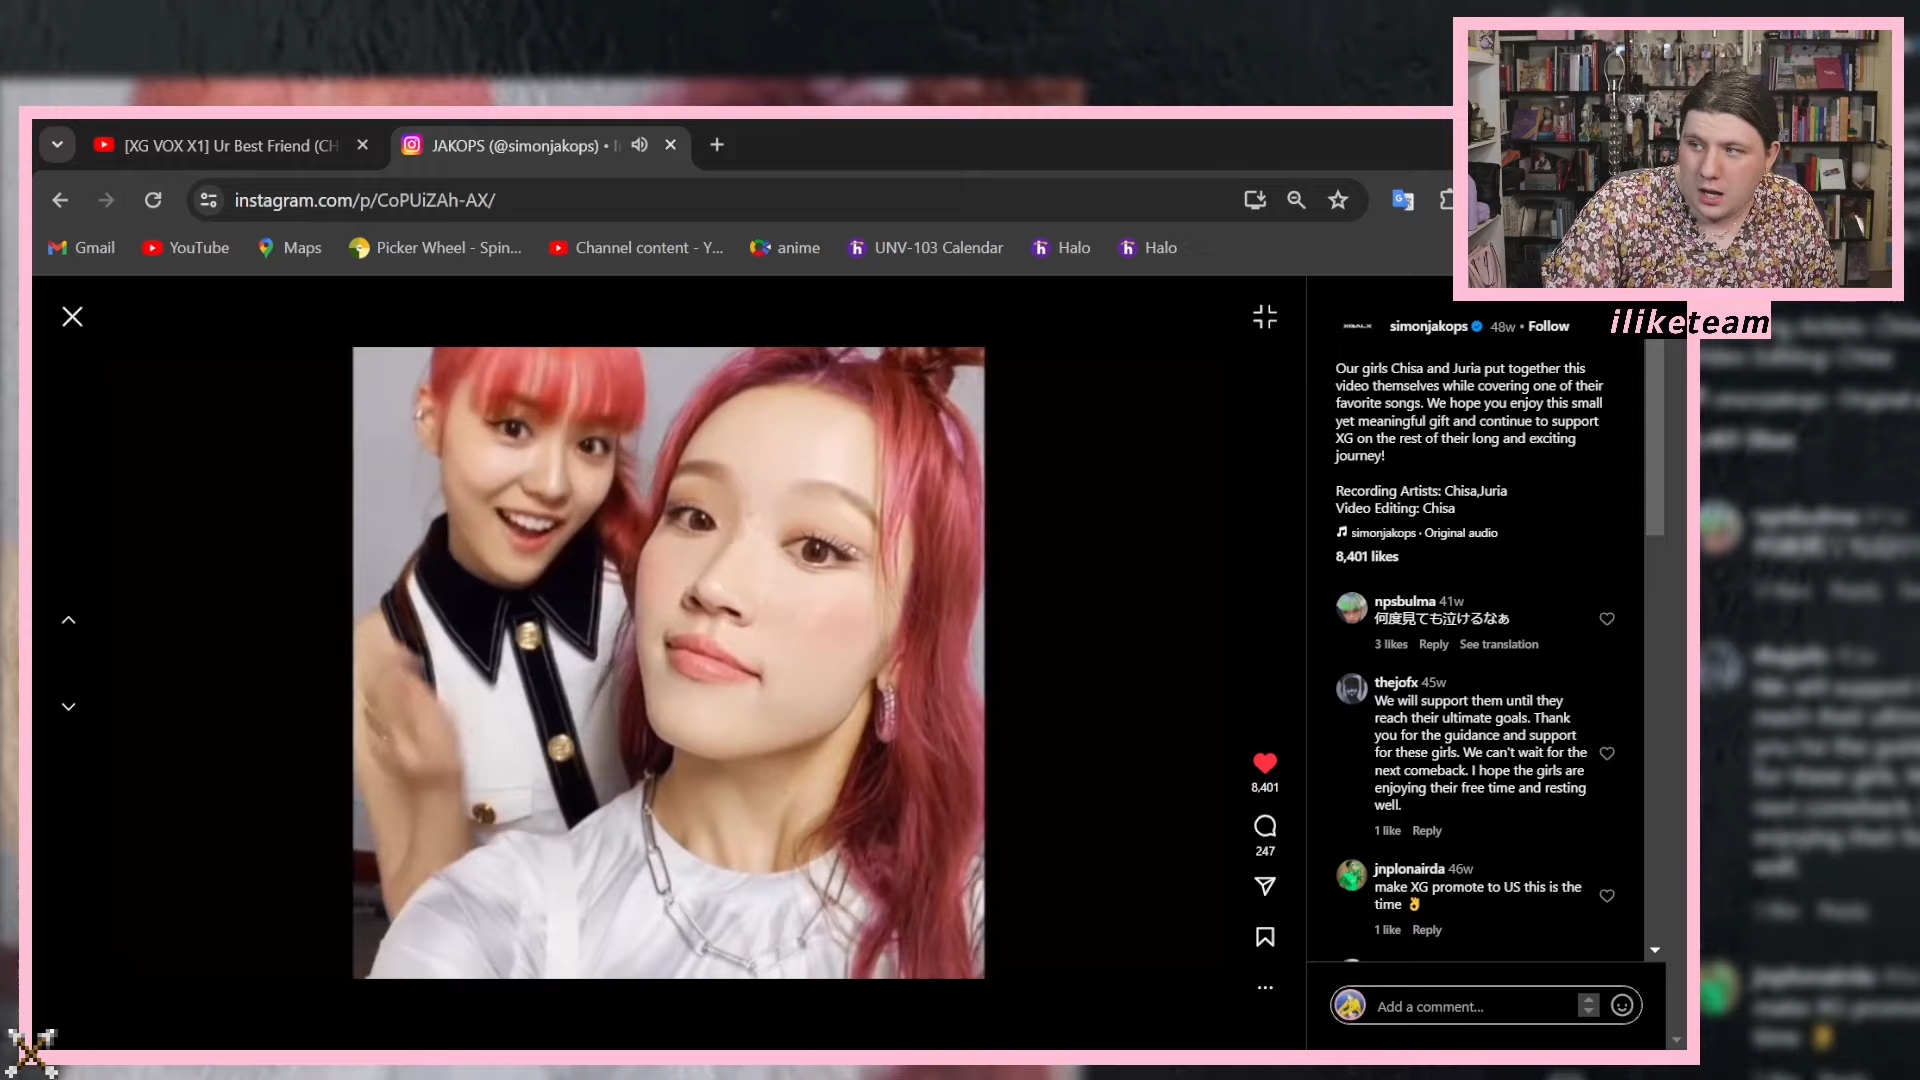 [XG VOX X1] Ur Best Friend (CH
JAKOPS (@simonjakops) • I
instagram.com/p/CoPUiZAh-AX/
Gmail
YouTube
Maps
Picker Wheel - Spin...
Channel content - Y...
anime
UNV-103 Calendar
Halo
Halo
iliketeam
XGALX
simonjakops 48w • Follow
Our girls Chisa and Juria put together this
video themselves while covering one of their
favorite songs. We hope you enjoy this small
yet meaningful gift and continue to support
XG on the rest of their long and exciting
journey!
Recording Artists: Chisa,Juria
Video Editing: Chisa
simonjakops · Original audio
8,401 likes
npsbulma 41w
何度見ても泣けるなぁ
3 likes Reply See translation
thejofx 45w
We will support them until they
reach their ultimate goals. Thank
you for the guidance and support
for these girls. We can't wait for the
next comeback. I hope the girls are
enjoying their free time and resting
well.
1 like Reply
jnplonairda 46w
make XG promote to US this is the
time 👌
1 like Reply
8,401
247
Add a comment...